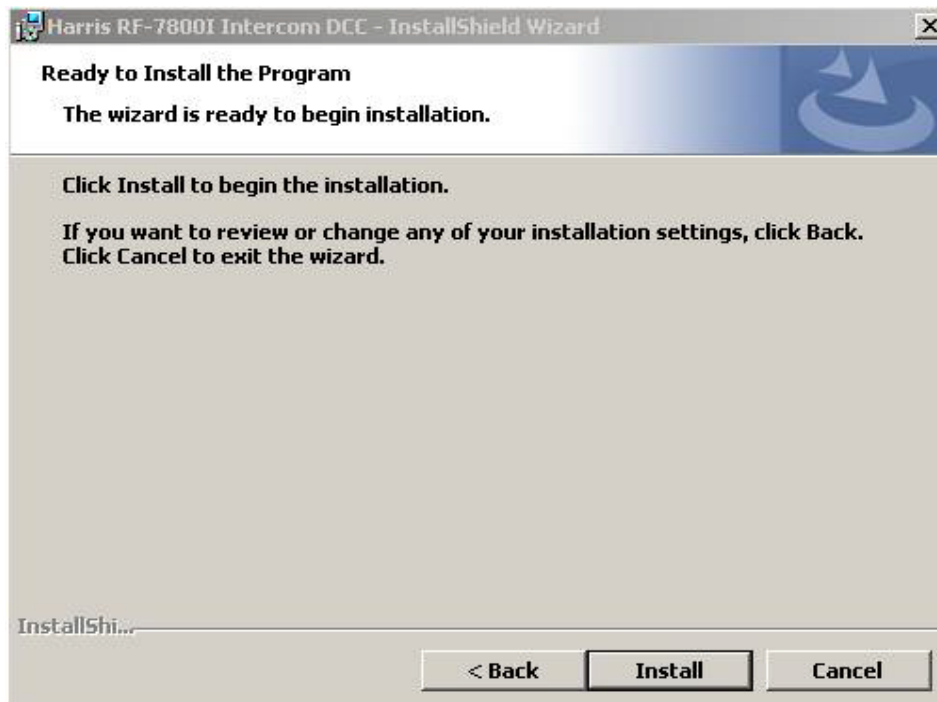 Harris RF-7800I Intercom DCC - InstallShield Wizard
Ready to Install the Program
The wizard is ready to begin installation.
Click Install to begin the installation.
If you want to review or change any of your installation settings, click Back.
Click Cancel to exit the wizard.
InstallShi...
< Back
Install
Cancel